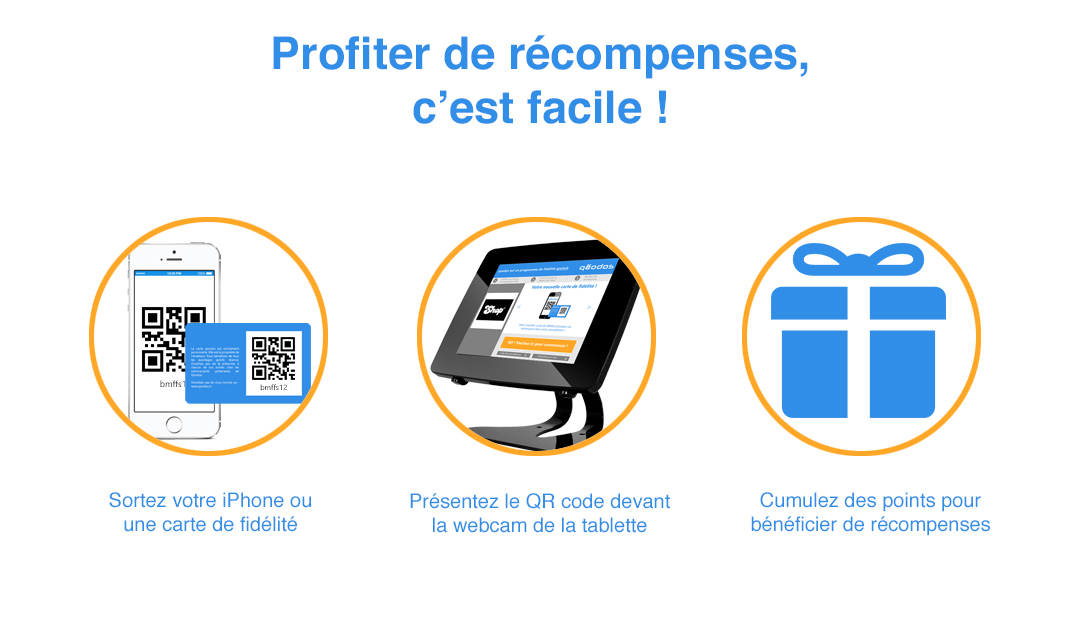 Profiter de récompenses,
c’est facile !
bmffs1
bmffs12
Shop
Votre nouvelle carte de fidélité !
Sortez votre iPhone ou
une carte de fidélité
Présentez le QR code devant
la webcam de la tablette
Cumulez des points pour
bénéficier de récompenses